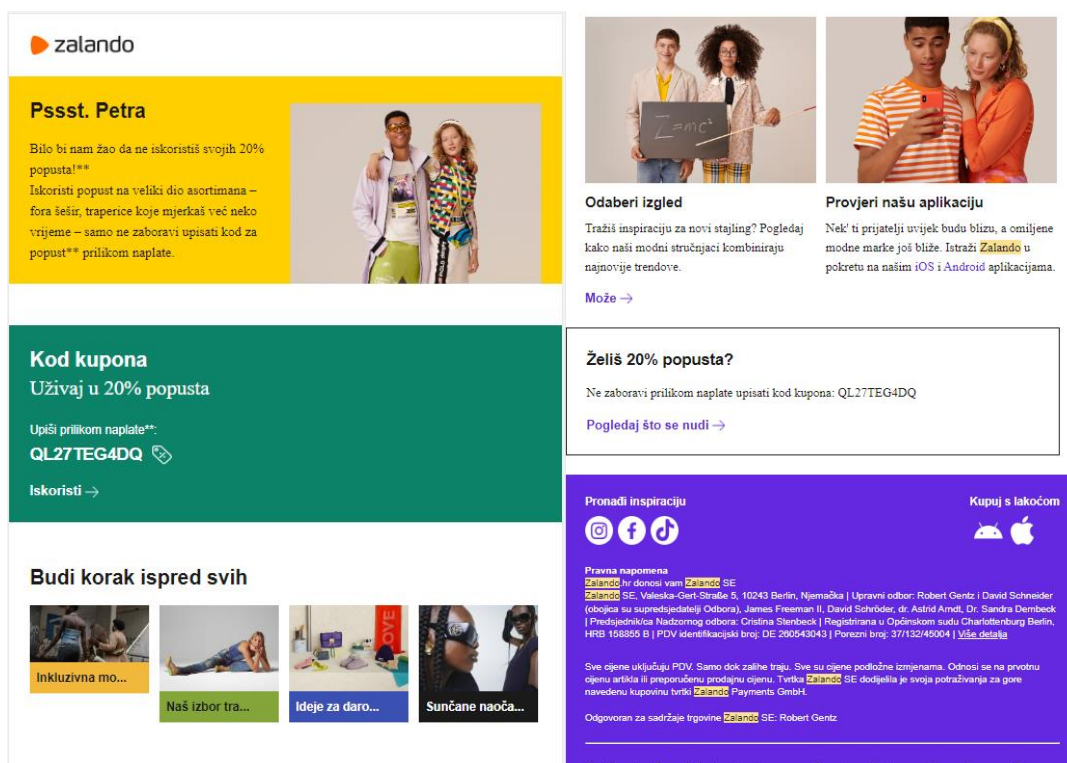 zalando
Pssst. Petra
Bilo bi nam žao da ne iskoristiš svojih 20%
popusta!**
Iskoristi popust na veliki dio asortimana –
fora šešir, traperice koje mjerkaš već neko
vrijeme – samo ne zaboravi upisati kod za
popust** prilikom naplate.
Kod kupona
Uživaj u 20% popusta
Upiši prilikom naplate**:
QL27TEG4DQ
Iskoristi →
Budi korak ispred svih
Inkluzivna mo...
Naš izbor tra...
LOVE
Ideje za daro...
Sunčane naoča...
Z=mc²
Odaberi izgled
Tražiš inspiraciju za novi stajling? Pogledaj
kako naši modni stručnjaci kombiniraju
najnovije trendove.
Može →
Provjeri našu aplikaciju
Nek' ti prijatelji uvijek budu blizu, a omiljene
modne marke još bliže. Istraži Zalando u
pokretu na našim iOS i Android aplikacijama.
Želiš 20% popusta?
Ne zaboravi prilikom naplate upisati kod kupona: QL27TEG4DQ
Pogledaj što se nudi →
Pronađi inspiraciju
Kupuj s lakoćom
Pravna napomena
Zalando.hr donosi vam Zalando SE
Zalando SE, Valeska-Gert-Straße 5, 10243 Berlin, Njemačka | Upravni odbor: Robert Gentz i David Schneider
(obojica su supredsjedatelji Odbora), James Freeman II, David Schröder, dr. Astrid Arndt, Dr. Sandra Dembeck
| Predsjednik/ca Nadzornog odbora: Cristina Stenbeck | Registrirana u Općinskom sudu Charlottenburg Berlin,
HRB 158855 B | PDV identifikacijski broj: DE 260543043 | Porezni broj: 37/132/45004 | Više detalja
Sve cijene uključuju PDV. Samo dok zalihe traju. Sve su cijene podložne izmjenama. Odnosi se na prvotnu
cijenu artikla ili preporučenu prodajnu cijenu. Tvrtka Zalando SE dodijelila je svoja potraživanja za gore
navedenu kupovinu tvrtki Zalando Payments GmbH.
Odgovoran za sadržaje trgovine Zalando SE: Robert Gentz